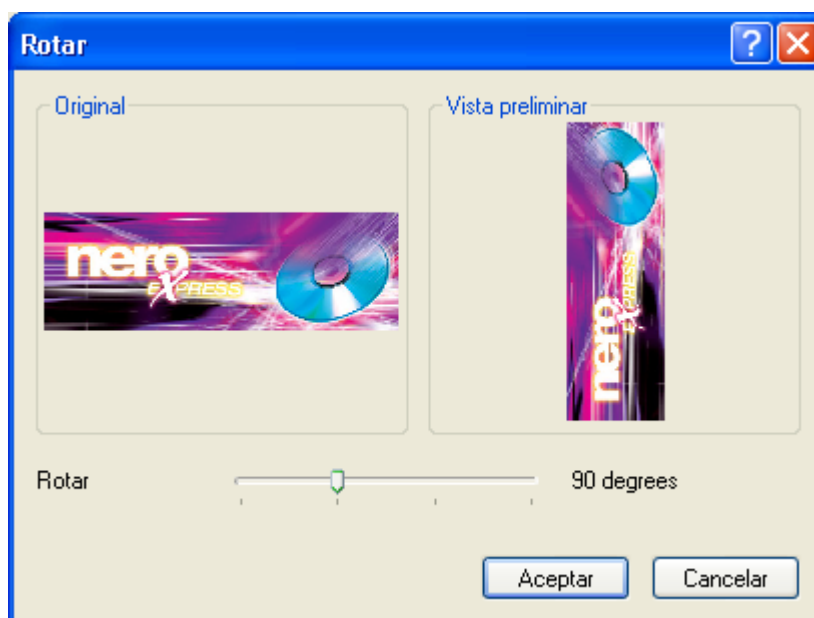 Rotar
Original
Vista preliminar
nero
EXPRESS
nero
EXPRESS
Rotar
90 degrees
Aceptar
Cancelar